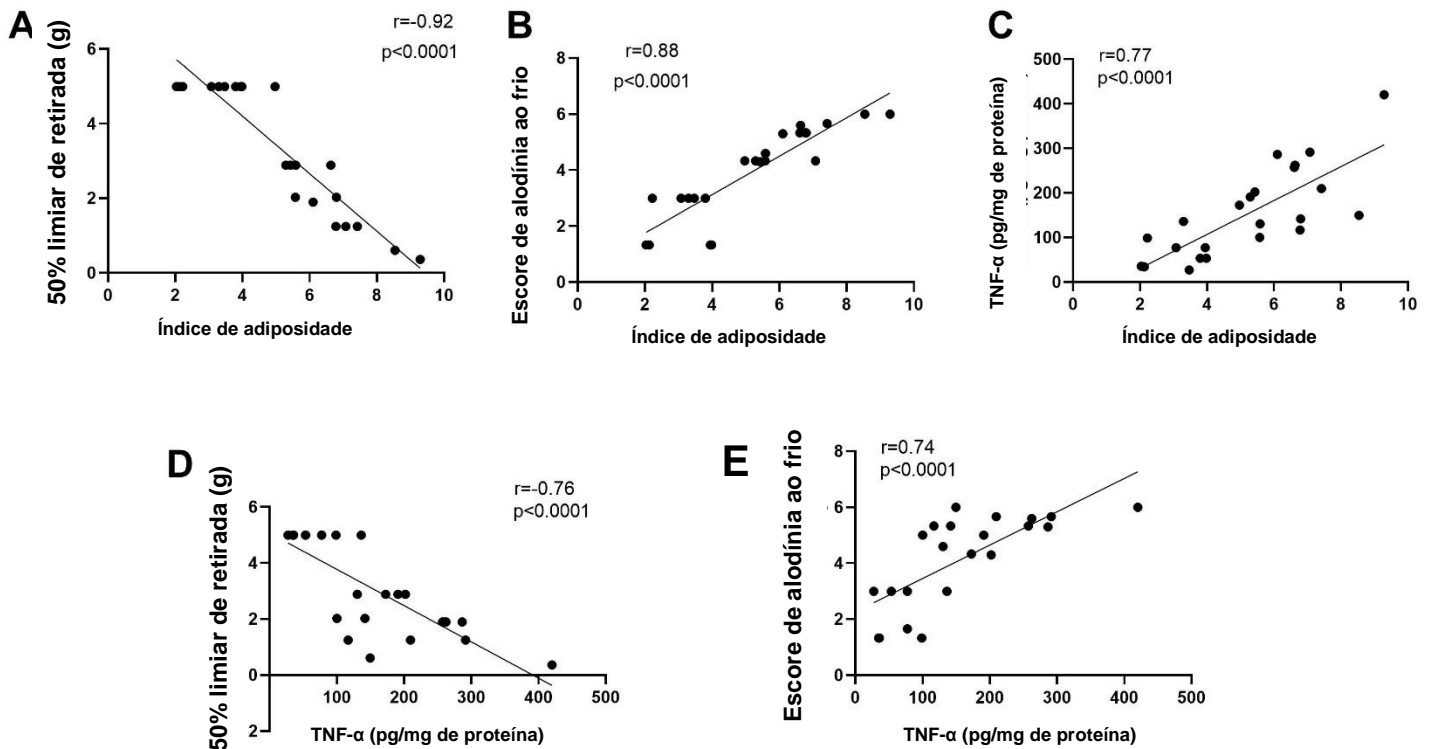 A
50% limiar de retirada (g)
r=-0.92
p<0.0001
6
4
2
0
0 2 4 6 8 10
Índice de adiposidade
B
Escore de alodínia ao frio
r=0.88
p<0.0001
8
6
4
2
0
0 2 4 6 8 10
Índice de adiposidade
C
TNF-α (pg/mg de proteína)
r=0.77
p<0.0001
500
400
300
200
100
0
0 2 4 6 8 10
Índice de adiposidade
D
50% limiar de retirada (g)
r=-0.76
p<0.0001
6
4
2
0
2
100 200 300 400 500
TNF-α (pg/mg de proteína)
E
Escore de alodínia ao frio
r=0.74
p<0.0001
8
6
4
2
0
0 100 200 300 400 500
TNF-α (pg/mg de proteína)